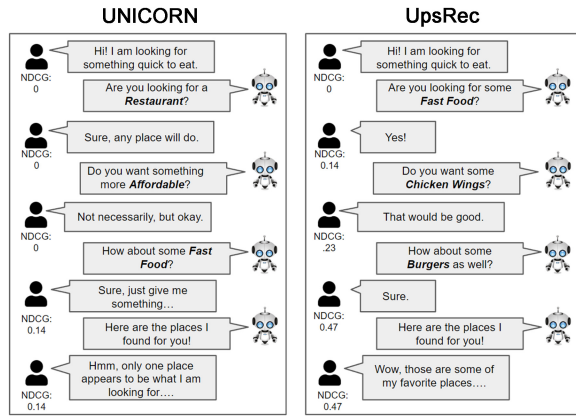 UNICORN
Hi! I am looking for
something quick to eat.
NDCG:
0
Are you looking for a
Restaurant?
Sure, any place will do.
NDCG:
0
Do you want something
more Affordable?
Not necessarily, but okay.
NDCG:
0
How about some Fast
Food?
Sure, just give me
something…
NDCG:
0.14
Here are the places I
found for you!
Hmm, only one place
appears to be what I am
looking for….
NDCG:
0.14
UpsRec
Hi! I am looking for
something quick to eat.
NDCG:
0
Are you looking for some
Fast Food?
Yes!
NDCG:
0.14
Do you want some
Chicken Wings?
That would be good.
NDCG:
.23
How about some
Burgers as well?
Sure.
NDCG:
0.47
Here are the places I
found for you!
Wow, those are some of
my favorite places….
NDCG:
0.47